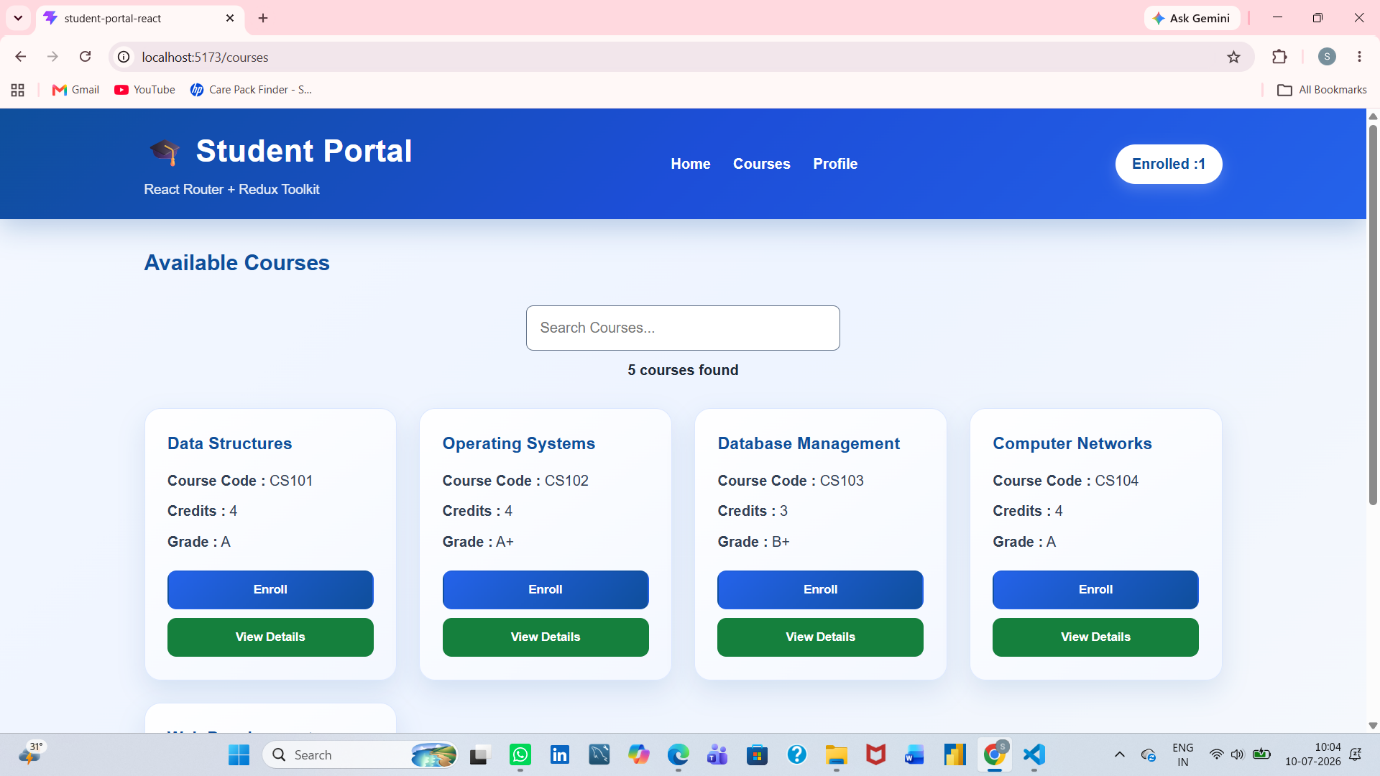 student-portal-react
Ask Gemini
localhost:5173/courses
S
Gmail
YouTube
Care Pack Finder - S...
All Bookmarks
Student Portal
React Router + Redux Toolkit
Home
Courses
Profile
Enrolled :1
Available Courses
Search Courses...
5 courses found
Data Structures
Course Code : CS101
Credits : 4
Grade : A
Enroll
View Details
Operating Systems
Course Code : CS102
Credits : 4
Grade : A+
Enroll
View Details
Database Management
Course Code : CS103
Credits : 3
Grade : B+
Enroll
View Details
Computer Networks
Course Code : CS104
Credits : 4
Grade : A
Enroll
View Details
31°
Search
ENG
IN
10:04
10-07-2026